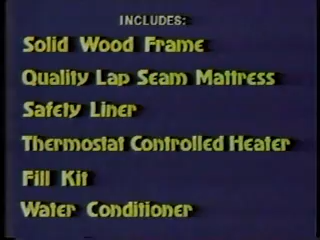 INCLUDES:
Solid Wood Frame
Quality Lap Seam Mattress
Safety Liner
Thermostat Controlled Heater
Fill Kit
Water Conditioner